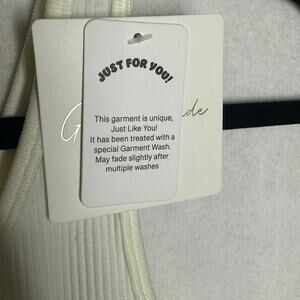 JUST FOR YOU!
This garment is unique,
Just Like You!
It has been treated with a
special Garment Wash.
May fade slightly after
multiple washes